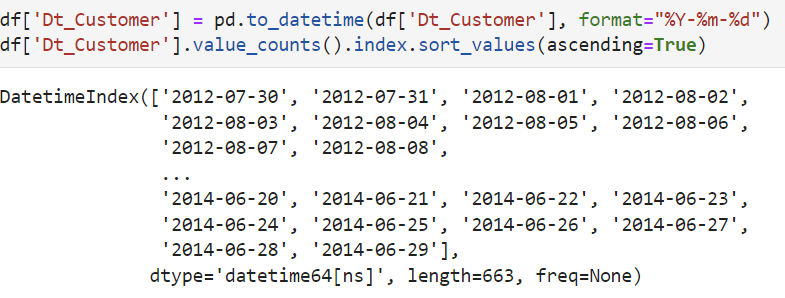 df['Dt_Customer'] = pd.to_datetime(df['Dt_Customer'], format="%Y-%m-%d")
df['Dt_Customer'].value_counts().index.sort_values(ascending=True)
DatetimeIndex(['2012-07-30', '2012-07-31', '2012-08-01', '2012-08-02',
'2012-08-03', '2012-08-04', '2012-08-05', '2012-08-06',
'2012-08-07', '2012-08-08',
...
'2014-06-20', '2014-06-21', '2014-06-22', '2014-06-23',
'2014-06-24', '2014-06-25', '2014-06-26', '2014-06-27',
'2014-06-28', '2014-06-29'],
dtype='datetime64[ns]', length=663, freq=None)